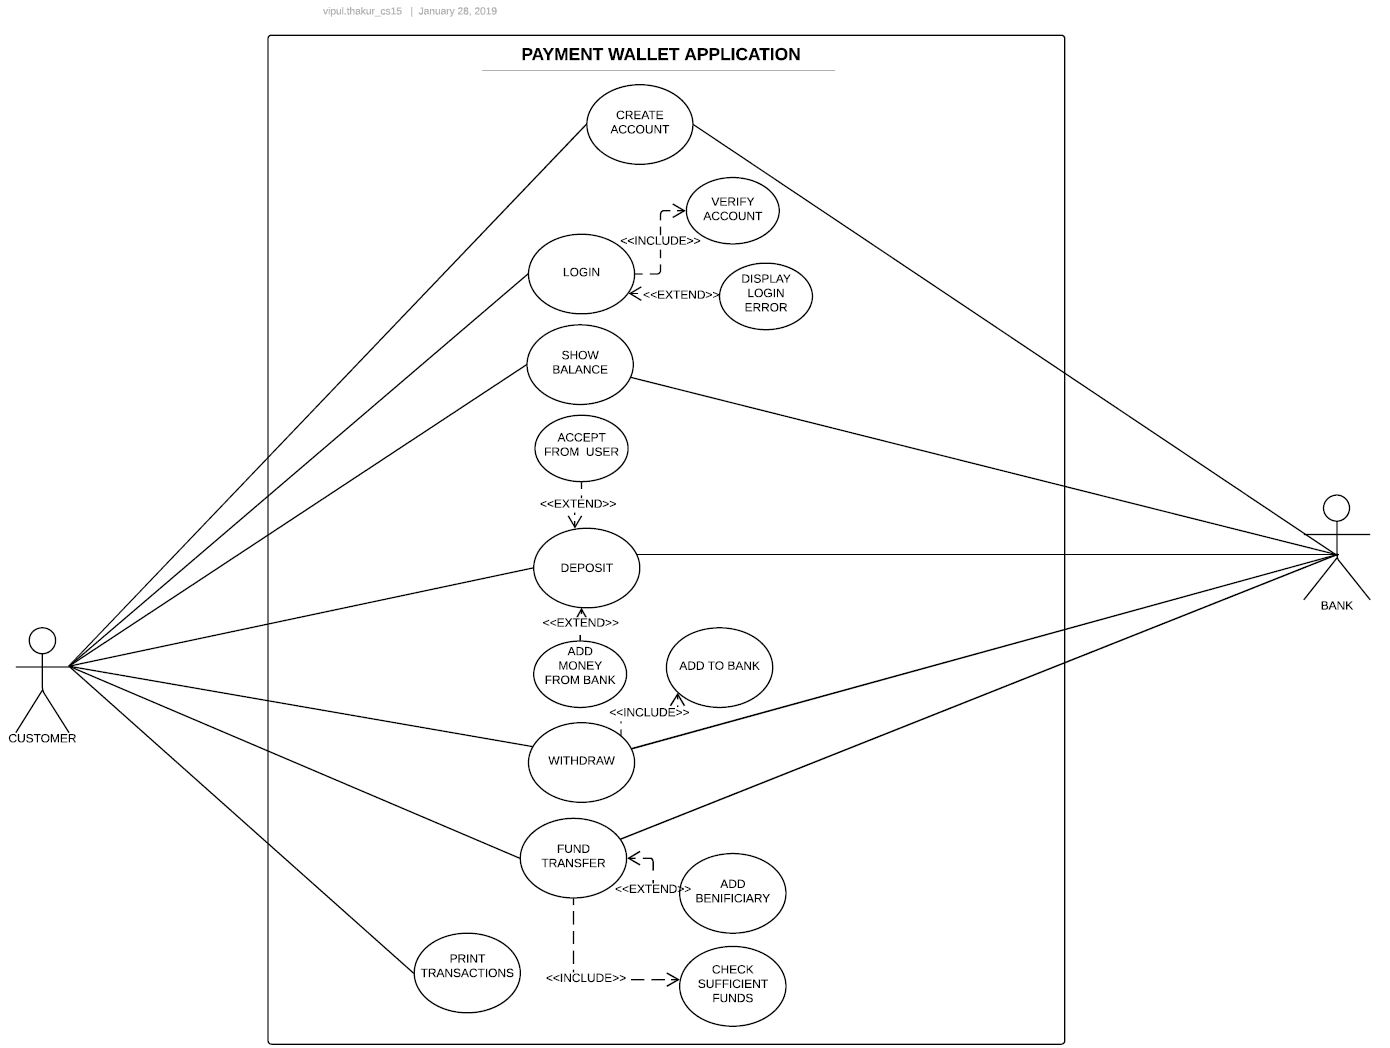 vipul.thakur_cs15 | January 28, 2019
PAYMENT WALLET APPLICATION
CREATE
ACCOUNT
VERIFY
ACCOUNT
<<INCLUDE>>
LOGIN
DISPLAY
LOGIN
ERROR
<<EXTEND>>
SHOW
BALANCE
ACCEPT
FROM USER
<<EXTEND>>
DEPOSIT
BANK
<<EXTEND>>
ADD
MONEY
FROM BANK
ADD TO BANK
<<INCLUDE>>
CUSTOMER
WITHDRAW
FUND
TRANSFER
<<EXTEND>>
ADD
BENIFICIARY
PRINT
TRANSACTIONS
<<INCLUDE>>
CHECK
SUFFICIENT
FUNDS